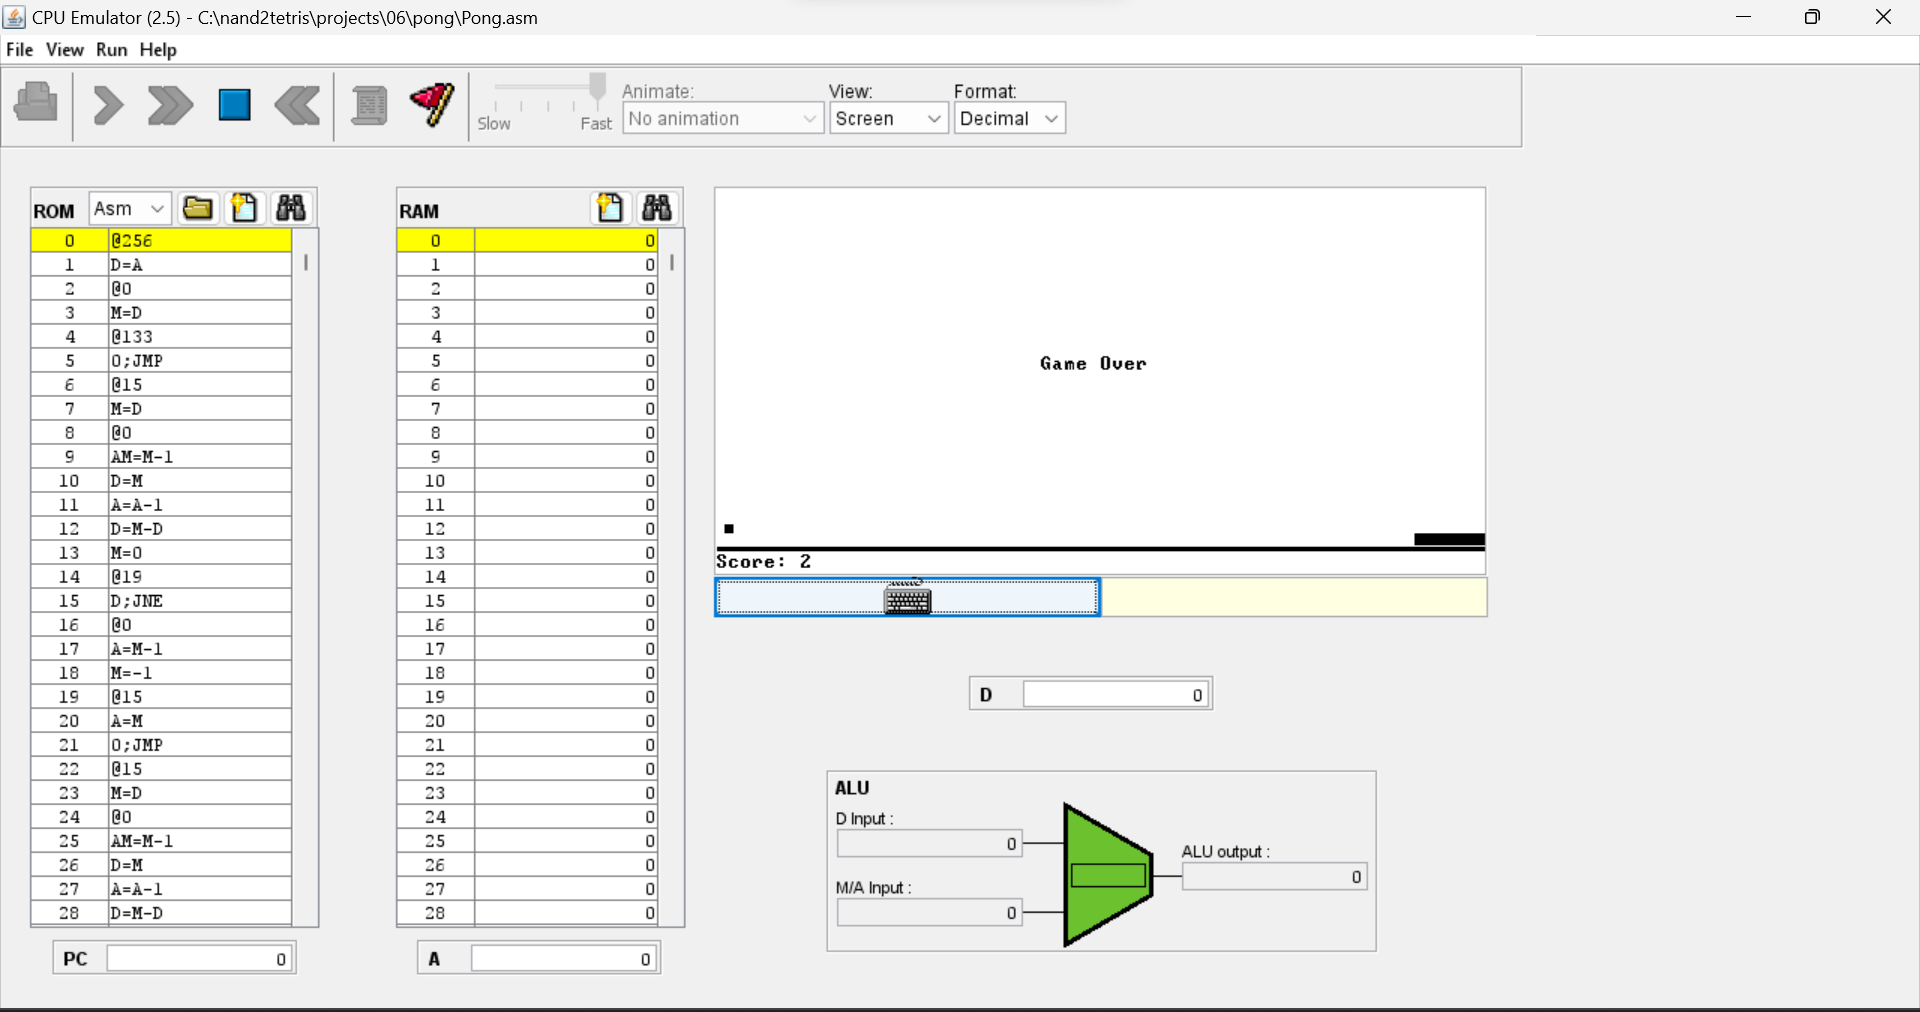 CPU Emulator (2.5) - C:\nand2tetris\projects\06\pong\Pong.asm
File View Run Help
Slow Fast
Animate:
No animation
View:
Screen
Format:
Decimal
ROM Asm
0 @256
1 D=A
2 @0
3 M=D
4 @133
5 0;JMP
6 @15
7 M=D
8 @0
9 AM=M-1
10 D=M
11 A=A-1
12 D=M-D
13 M=0
14 @19
15 D;JNE
16 @0
17 A=M-1
18 M=-1
19 @15
20 A=M
21 0;JMP
22 @15
23 M=D
24 @0
25 AM=M-1
26 D=M
27 A=A-1
28 D=M-D
PC 0
RAM
0 0
1 0
2 0
3 0
4 0
5 0
6 0
7 0
8 0
9 0
10 0
11 0
12 0
13 0
14 0
15 0
16 0
17 0
18 0
19 0
20 0
21 0
22 0
23 0
24 0
25 0
26 0
27 0
28 0
A 0
Game Over
Score: 2
D 0
ALU
D Input :
0
M/A Input :
0
ALU output :
0